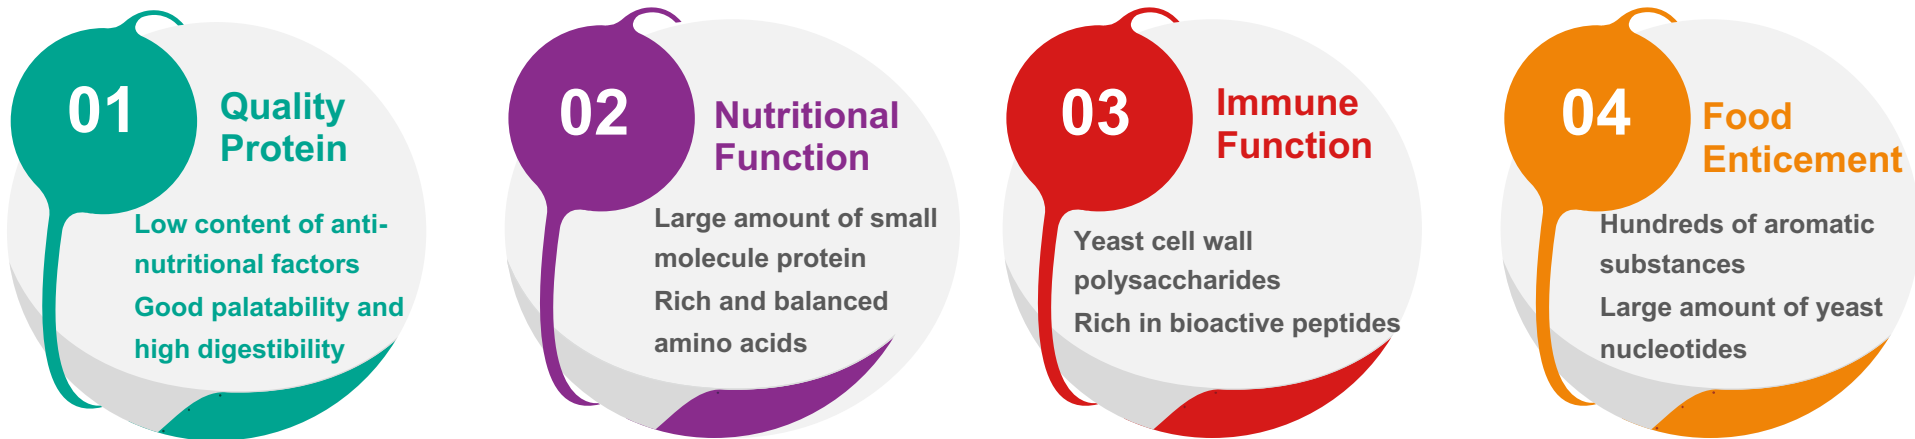 01
Quality
Protein
Low content of anti-
nutritional factors
Good palatability and
high digestibility
02
Nutritional
Function
Large amount of small
molecule protein
Rich and balanced
amino acids
03
Immune
Function
Yeast cell wall
polysaccharides
Rich in bioactive peptides
04
Food
Enticement
Hundreds of aromatic
substances
Large amount of yeast
nucleotides